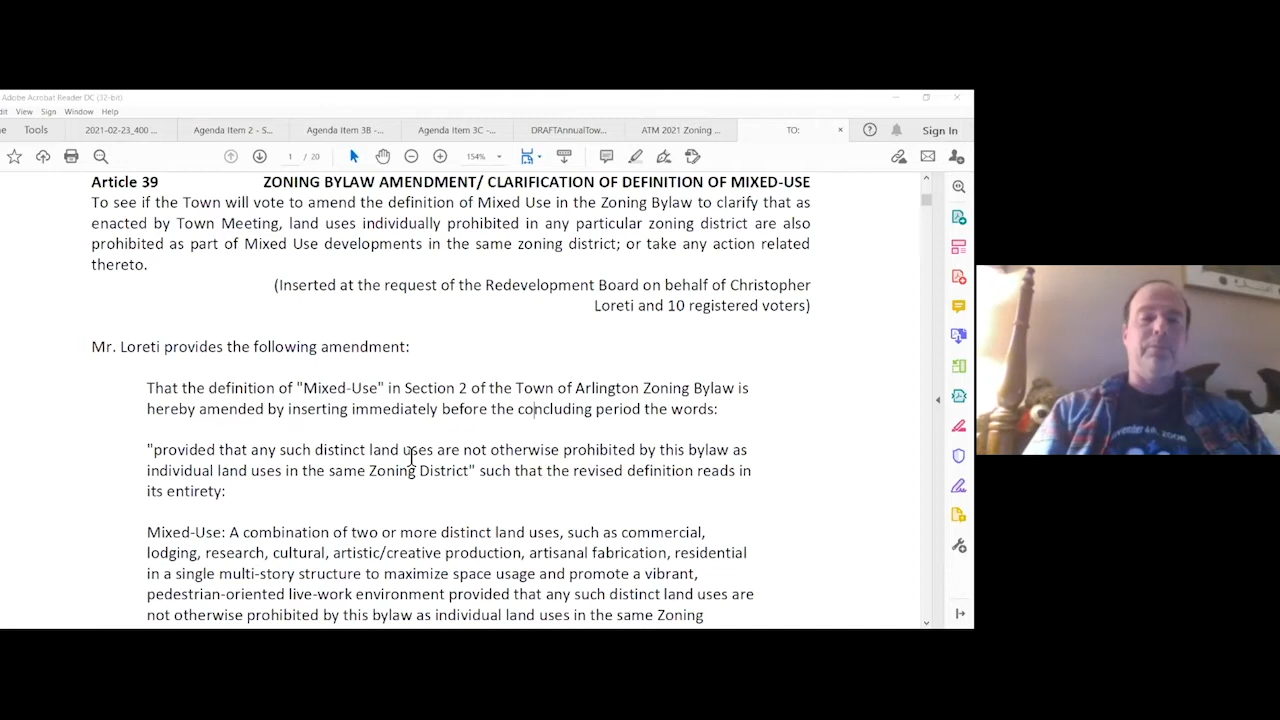 Adobe Acrobat Reader DC (32-bit)
dit View Sign Window Help
e Tools 2021-02-23_400 ... Agenda Item 2 - S... Agenda Item 3B -... Agenda Item 3C -... DRAFTAnnualTow... ATM 2021 Zoning ... TO: × ? Sign In
1 / 20 154%
Article 39 ZONING BYLAW AMENDMENT/ CLARIFICATION OF DEFINITION OF MIXED-USE
To see if the Town will vote to amend the definition of Mixed Use in the Zoning Bylaw to clarify that as
enacted by Town Meeting, land uses individually prohibited in any particular zoning district are also
prohibited as part of Mixed Use developments in the same zoning district; or take any action related
thereto.
(Inserted at the request of the Redevelopment Board on behalf of Christopher
Loreti and 10 registered voters)
Mr. Loreti provides the following amendment:
That the definition of "Mixed-Use" in Section 2 of the Town of Arlington Zoning Bylaw is
hereby amended by inserting immediately before the concluding period the words:
"provided that any such distinct land uses are not otherwise prohibited by this bylaw as
individual land uses in the same Zoning District" such that the revised definition reads in
its entirety:
Mixed-Use: A combination of two or more distinct land uses, such as commercial,
lodging, research, cultural, artistic/creative production, artisanal fabrication, residential
in a single multi-story structure to maximize space usage and promote a vibrant,
pedestrian-oriented live-work environment provided that any such distinct land uses are
not otherwise prohibited by this bylaw as individual land uses in the same Zoning